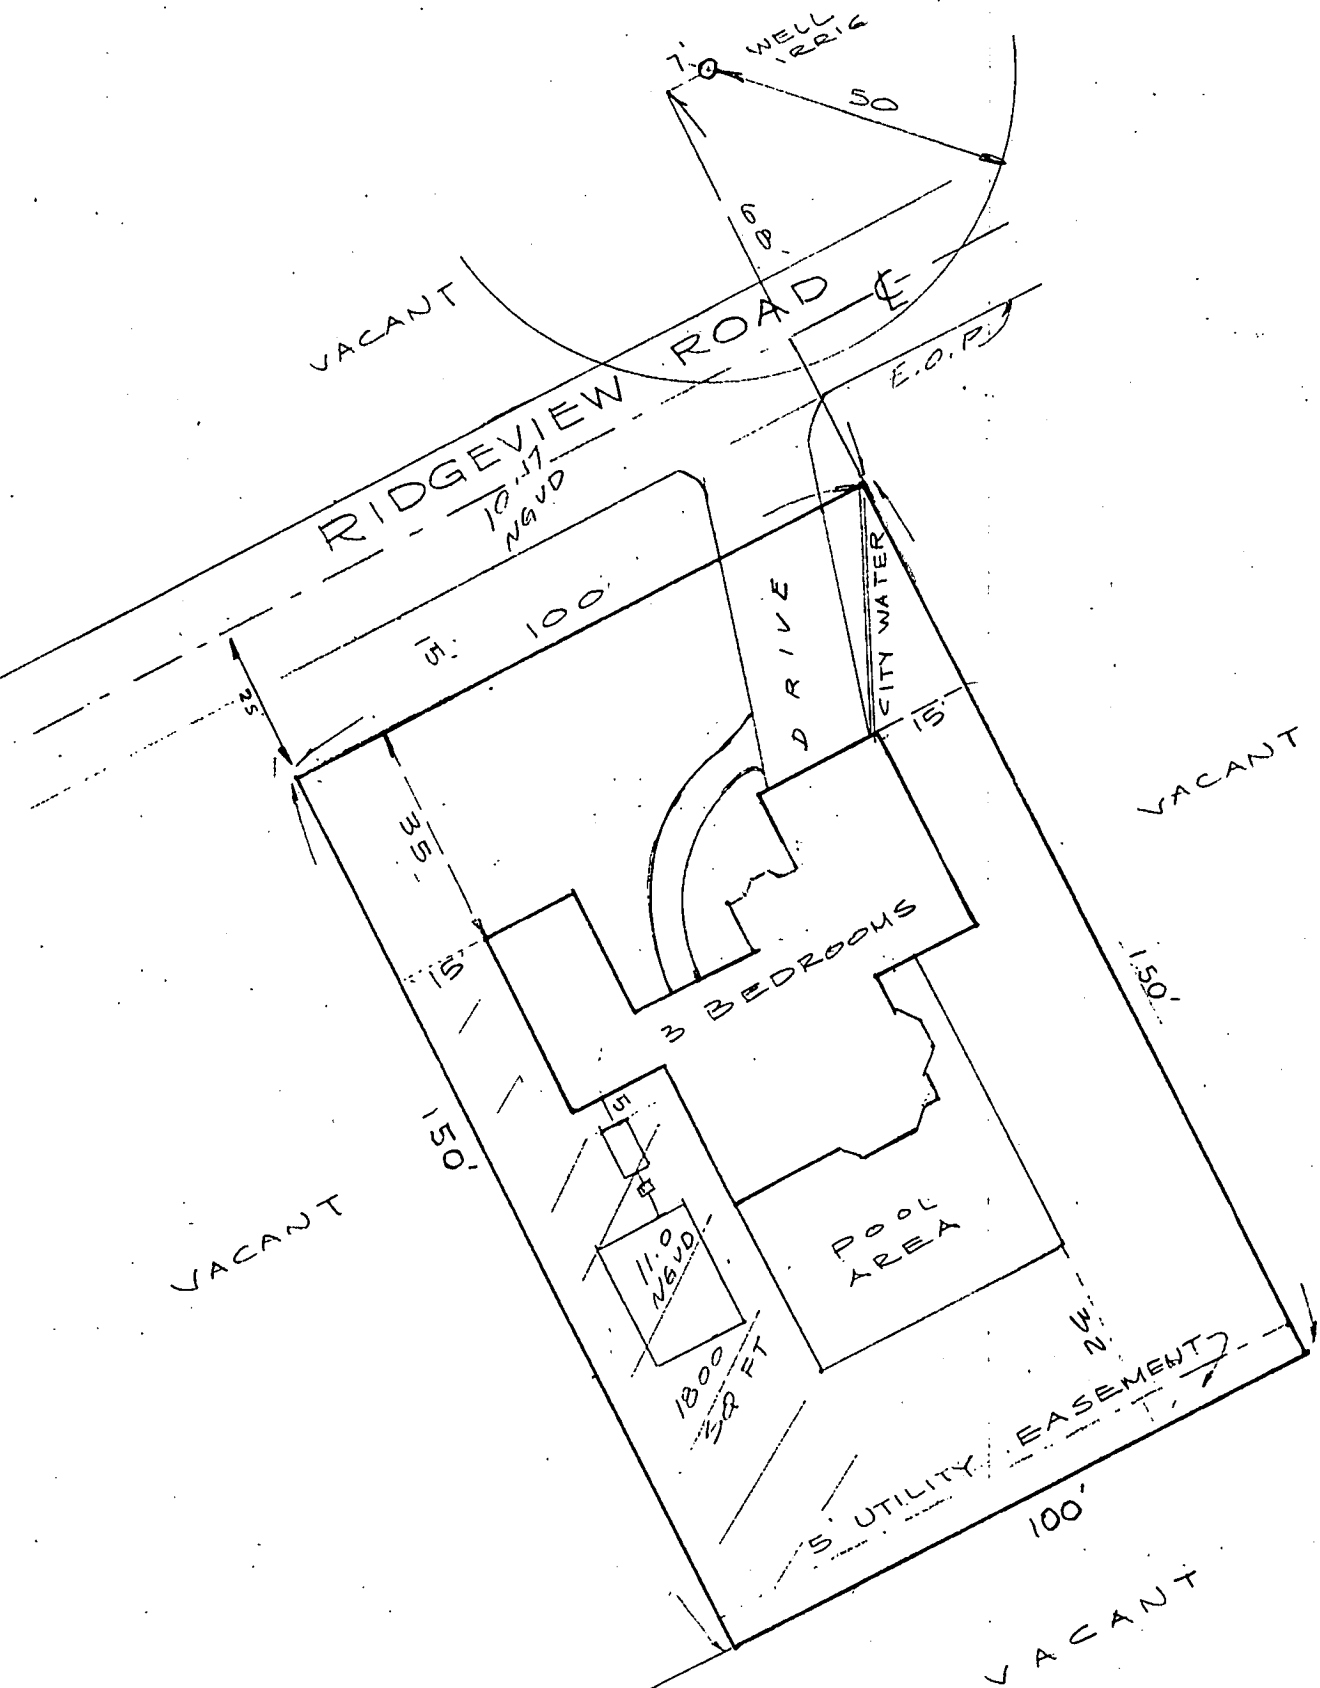 WELL
IRRIG
7'
50
68'
VACANT
RIDGEVIEW ROAD
℄
E.O.P.
10.17
NGVD
100'
15'
25'
DRIVE
CITY WATER
15'
VACANT
35'
15'
3 BEDROOMS
150'
150'
5'
VACANT
11.0
NGVD
POOL
AREA
1800
SQ FT
32'
5' UTILITY EASEMENT
100'
VACANT